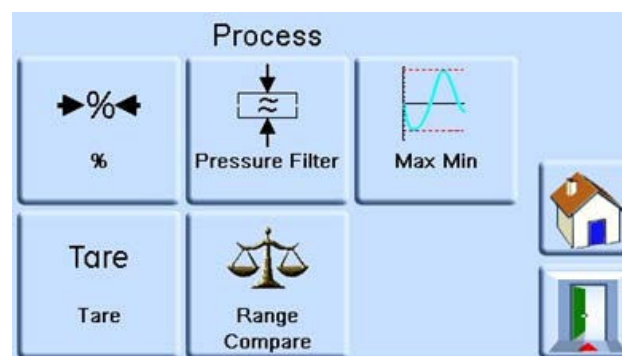 Process
%
%
Pressure Filter
Max Min
Tare
Tare
Range
Compare